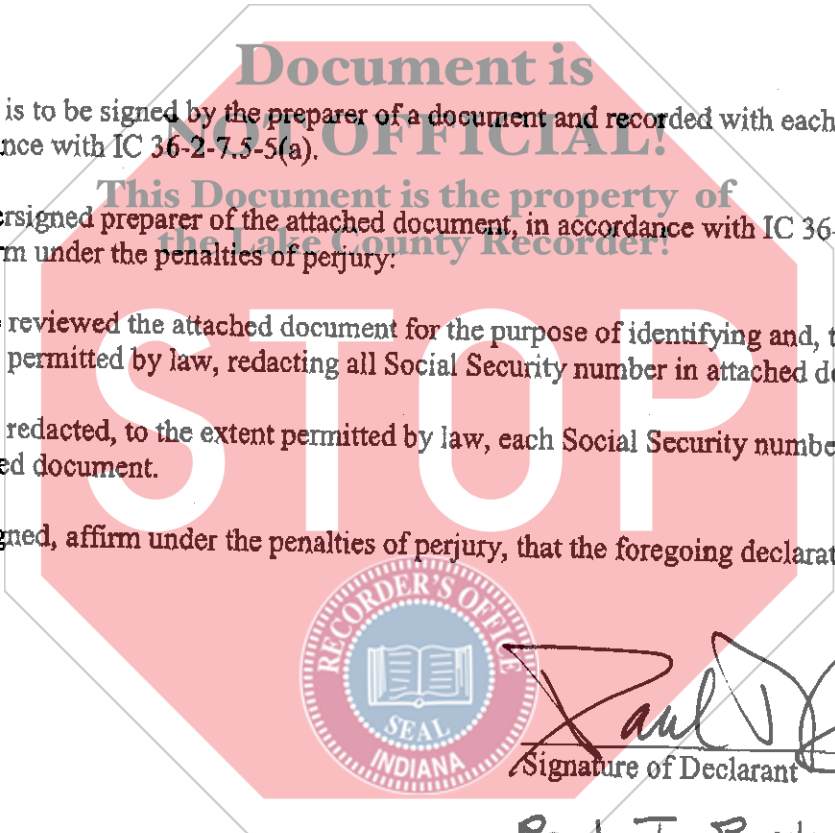 Document is
is to be signed by the preparer of a document and recorded with each
NOT OFFICIAL!
nce with IC 36-2-7.5-5(a).
This Document is the property of
ersigned preparer of the attached document, in accordance with IC 36-
the Lake County Recorder!
m under the penalties of perjury:
reviewed the attached document for the purpose of identifying and, t
permitted by law, redacting all Social Security number in attached do
STOP
redacted, to the extent permitted by law, each Social Security numbe
ed document.
gned, affirm under the penalties of perjury, that the foregoing declarat
RECORDER'S OFFICE
SEAL
INDIANA
Paul
Signature of Declarant